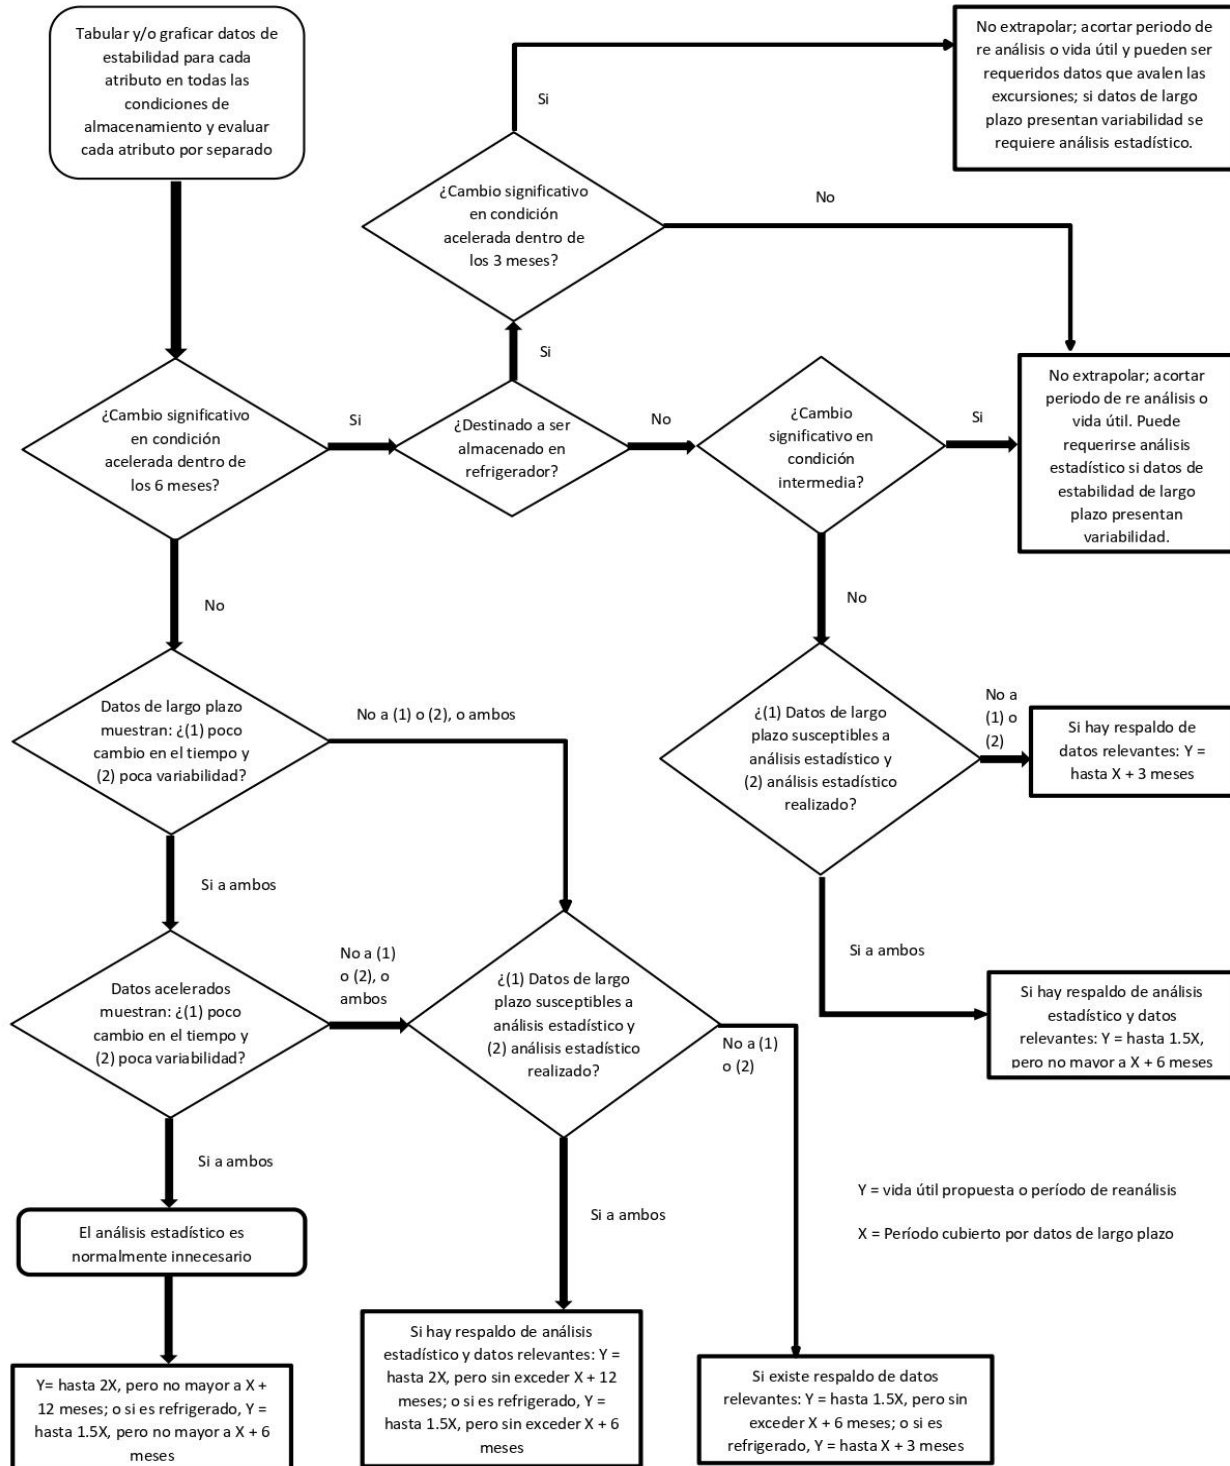 Tabular y/o graficar datos de
estabilidad para cada
atributo en todas las
condiciones de
almacenamiento y evaluar
cada atributo por separado
No extrapolar; acortar periodo de
re análisis o vida útil y pueden ser
requeridos datos que avalen las
excursiones; si datos de largo
plazo presentan variabilidad se
requiere análisis estadístico.
Si
¿Cambio significativo
en condición
acelerada dentro de
los 3 meses?
No
Si
¿Cambio significativo
en condición
acelerada dentro de
los 6 meses?
Si
¿Destinado a ser
almacenado en
refrigerador?
No
¿Cambio
significativo en
condición
intermedia?
Si
No extrapolar; acortar
periodo de re análisis o
vida útil. Puede
requerirse análisis
estadístico si datos de
estabilidad de largo
plazo presentan
variabilidad.
No
No
Datos de largo plazo
muestran: ¿(1) poco
cambio en el tiempo y
(2) poca variabilidad?
No a (1) o (2), o ambos
¿(1) Datos de largo
plazo susceptibles a
análisis estadístico y
(2) análisis estadístico
realizado?
No a
(1) o
(2)
Si hay respaldo de
datos relevantes: Y =
hasta X + 3 meses
Si a ambos
Si a ambos
Datos acelerados
muestran: ¿(1) poco
cambio en el tiempo y
(2) poca variabilidad?
No a (1)
o (2), o
ambos
¿(1) Datos de largo
plazo susceptibles a
análisis estadístico y
(2) análisis estadístico
realizado?
No a (1)
o (2)
Si hay respaldo de análisis
estadístico y datos
relevantes: Y = hasta 1.5X,
pero no mayor a X + 6 meses
Si a ambos
Si a ambos
Y = vida útil propuesta o período de reanálisis
X = Período cubierto por datos de largo plazo
El análisis estadístico es
normalmente innecesario
Y= hasta 2X, pero no mayor a X +
12 meses; o si es refrigerado, Y =
hasta 1.5X, pero no mayor a X + 6
meses
Si hay respaldo de análisis
estadístico y datos relevantes: Y =
hasta 2X, pero sin exceder X + 12
meses; o si es refrigerado, Y =
hasta 1.5X, pero sin exceder X + 6
meses
Si existe respaldo de datos
relevantes: Y = hasta 1.5X, pero sin
exceder X + 6 meses; o si es
refrigerado, Y = hasta X + 3 meses